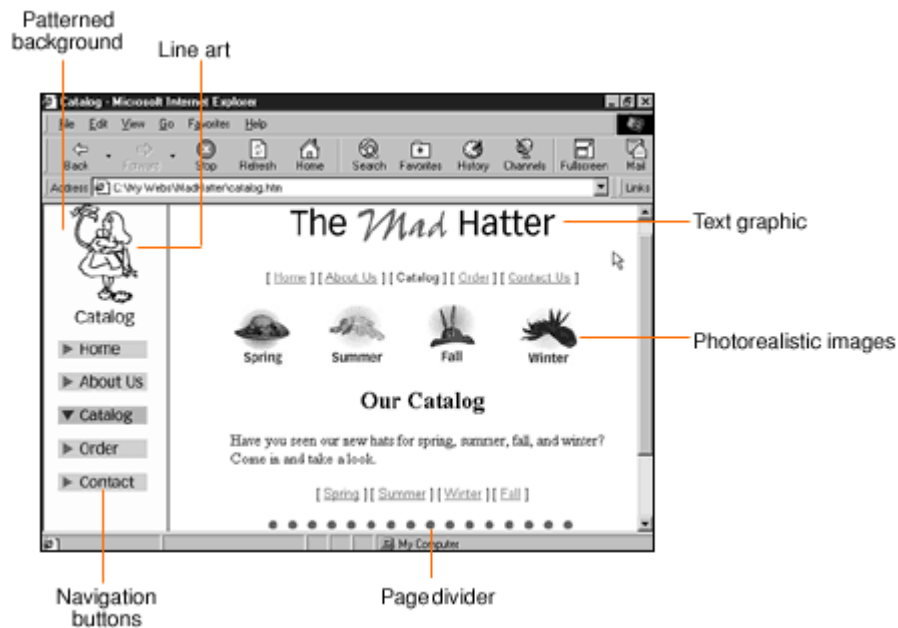 Patterned
background
Line art
Catalog - Microsoft Internet Explorer
File Edit View Go Favorites Help
Back Forward Stop Refresh Home Search Favorites History Channels Fullscreen Mail
Address C:\My Webs\MadHatter\catalog.htm Links
The Mad Hatter
Text graphic
[ Home ] [ About Us ] [ Catalog ] [ Order ] [ Contact Us ]
Catalog
Spring Summer Fall Winter
Photorealistic images
Home
About Us
Catalog
Order
Contact
Our Catalog
Have you seen our new hats for spring, summer, fall, and winter?
Come in and take a look.
[ Spring ] [ Summer ] [ Winter ] [ Fall ]
My Computer
Navigation
buttons
Page divider